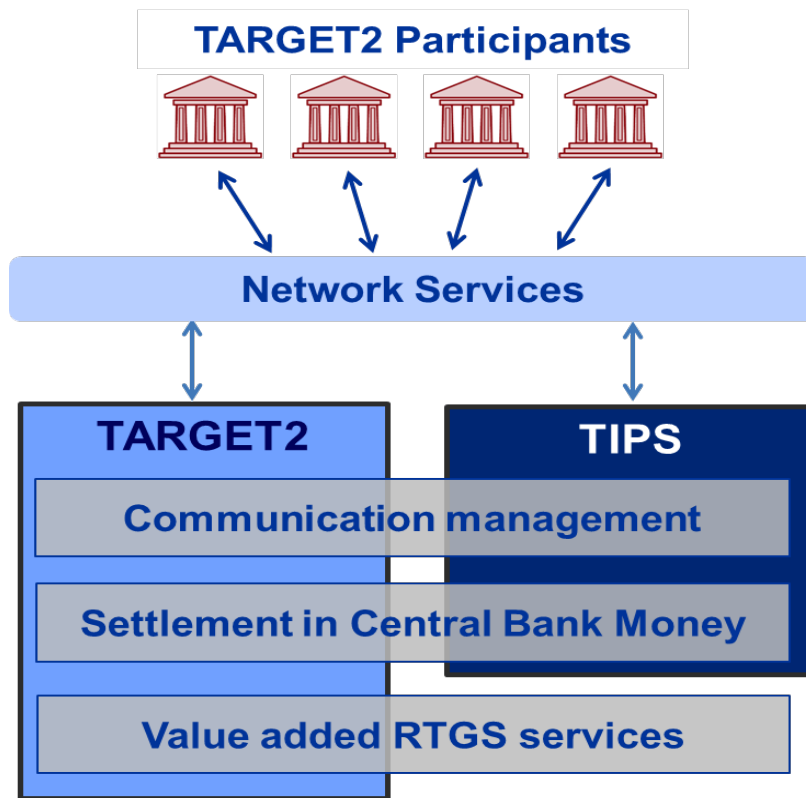 TARGET2 Participants
Network Services
TARGET2
TIPS
Communication management
Settlement in Central Bank Money
Value added RTGS services